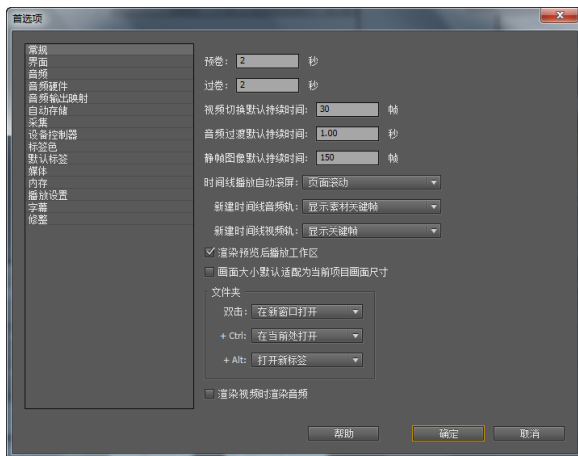 首选项
常规
界面
音频
音频硬件
音频输出映射
自动存储
采集
设备控制器
标签色
默认标签
媒体
内存
播放设置
字幕
修整
预卷: 2 秒
过卷: 2 秒
视频切换默认持续时间: 30 帧
音频过渡默认持续时间: 1.00 秒
静帧图像默认持续时间: 150 帧
时间线播放自动滚屏: 页面滚动
新建时间线音频轨: 显示素材关键帧
新建时间线视频轨: 显示关键帧
渲染预览后播放工作区
画面大小默认适配为当前项目画面尺寸
文件夹
双击: 在新窗口打开
+ Ctrl: 在当前处打开
+ Alt: 打开新标签
渲染视频时渲染音频
帮助 确定 取消